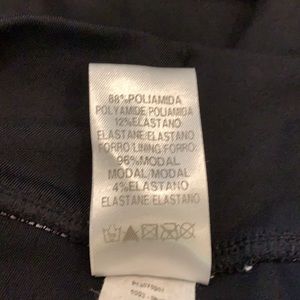 88%POLIAMIDA
POLYAMIDE/POLIAMIDA
12%ELASTANO
ELASTANE/ELASTANO
FORRO/LINING/FORRO:
96%MODAL
MODAL/MODAL
4%ELASTANO
ELASTANE/ELASTANO